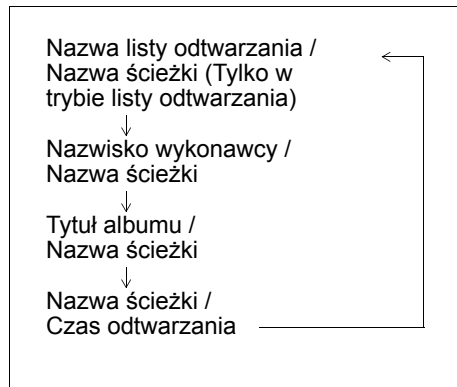 Nazwa listy odtwarzania /
Nazwa ścieżki (Tylko w
trybie listy odtwarzania)
Nazwisko wykonawcy /
Nazwa ścieżki
Tytuł albumu /
Nazwa ścieżki
Nazwa ścieżki /
Czas odtwarzania